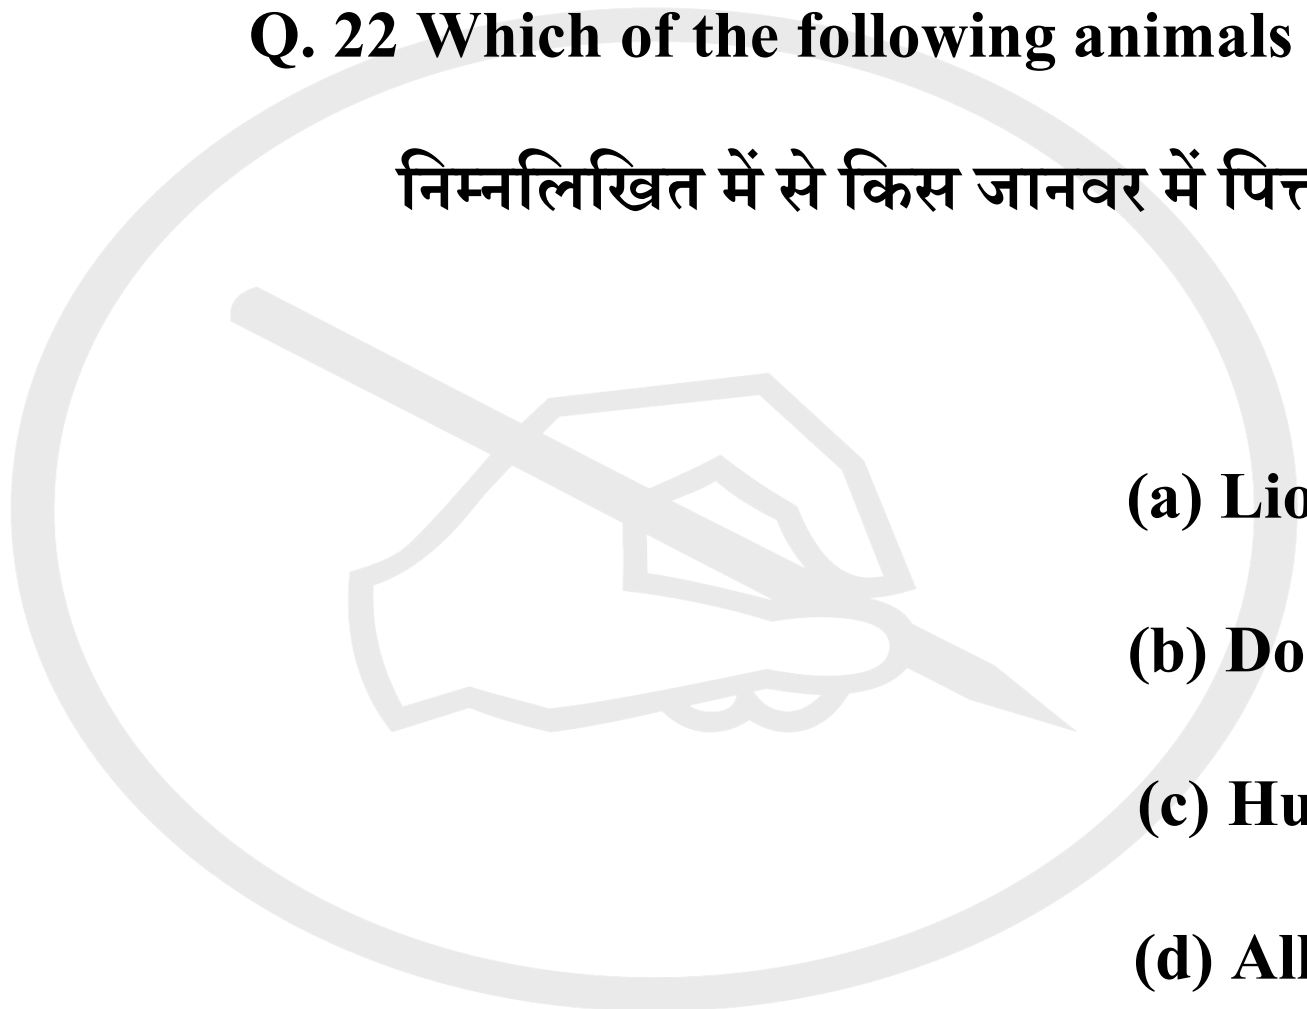 Q. 22 Which of the following animals
निम्नलिखित में से किस जानवर में पित्त
(a) Lio
(b) Do
(c) Hu
(d) All